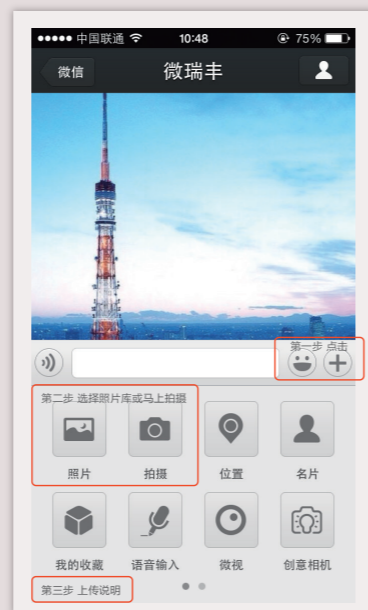 中国联通 10:48 75%
微信 微瑞丰
第一步 点击
第二步 选择照片库或马上拍摄
照片 拍摄 位置 名片
我的收藏 语音输入 微视 创意相机
第三步 上传说明